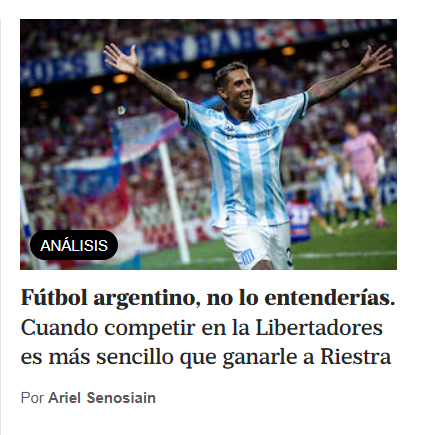 ANÁLISIS
Fútbol argentino, no lo entenderías.
Cuando competir en la Libertadores
es más sencillo que ganarle a Riestra
Por Ariel Senosiain